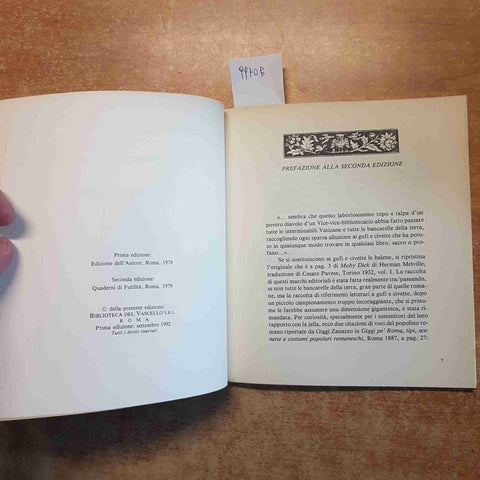 Prima edizione:
Edizione dell'Autore, Roma, 1978
Seconda edizione:
Quaderni di Futilità, Roma, 1979
© della presente edizione:
BIBLIOTECA DEL VASCELLO S.R.L.
ROMA
Prima edizione: settembre 1992
Tutti i diritti riservati
PREFAZIONE ALLA SECONDA EDIZIONE
«.... sembra che questo laboriosissimo topo e talpa d'un
povero diavolo d'un Vice-vice-bibliotecario abbia fatto passare
tutte le interminabili Vaticane e tutte le bancarelle della terra,
raccogliendo ogni sparsa allusione ai gufi e civette che ha potu-
to in qualunque modo trovare in qualsiasi libro, sacro o pro-
fano....».
Se si sostituiscono ai gufi e civette le balene, si ripristina
l'originale che è a pag. 3 di Moby Dick di Herman Melville,
traduzione di Cesare Pavese, Torino 1932, vol. I. La raccolta
di questi marchi editoriali è stata fatta realmente tra/passando,
se non tutte le bancarelle della terra, gran parte di quelle roma-
ne, ma la raccolta di riferimenti letterari a gufi e civette, dopo
un piccolo campionamento troppo incoraggiante, che si presu-
me le farebbe assumere una dimensione gigantesca, è stata ri-
mandata. Per curiosità, specialmente per i sostenitori del loro
rapporto con la jella, ecco due citazioni di voci del popolino ro-
mano riportate da Giggi Zanazzo in Giggi pe' Roma, tipi, sce-
nette e costumi popolari romaneschi, Roma 1887, a pag. 27:
7